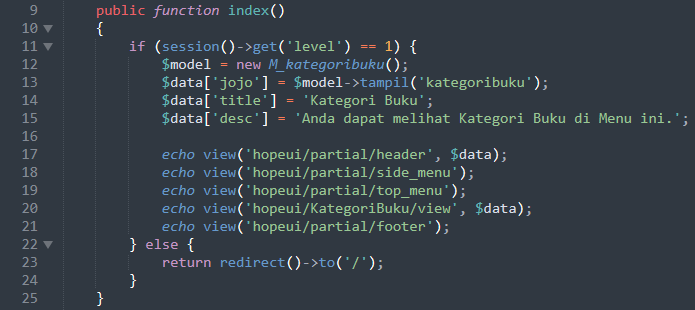 9 public function index()
10 {
11 if (session()->get('level') == 1) {
12 $model = new M_kategoribuku();
13 $data['jojo'] = $model->tampil('kategoribuku');
14 $data['title'] = 'Kategori Buku';
15 $data['desc'] = 'Anda dapat melihat Kategori Buku di Menu ini.';
16
17 echo view('hopeui/partial/header', $data);
18 echo view('hopeui/partial/side_menu');
19 echo view('hopeui/partial/top_menu');
20 echo view('hopeui/KategoriBuku/view', $data);
21 echo view('hopeui/partial/footer');
22 } else {
23 return redirect()->to('/');
24 }
25 }